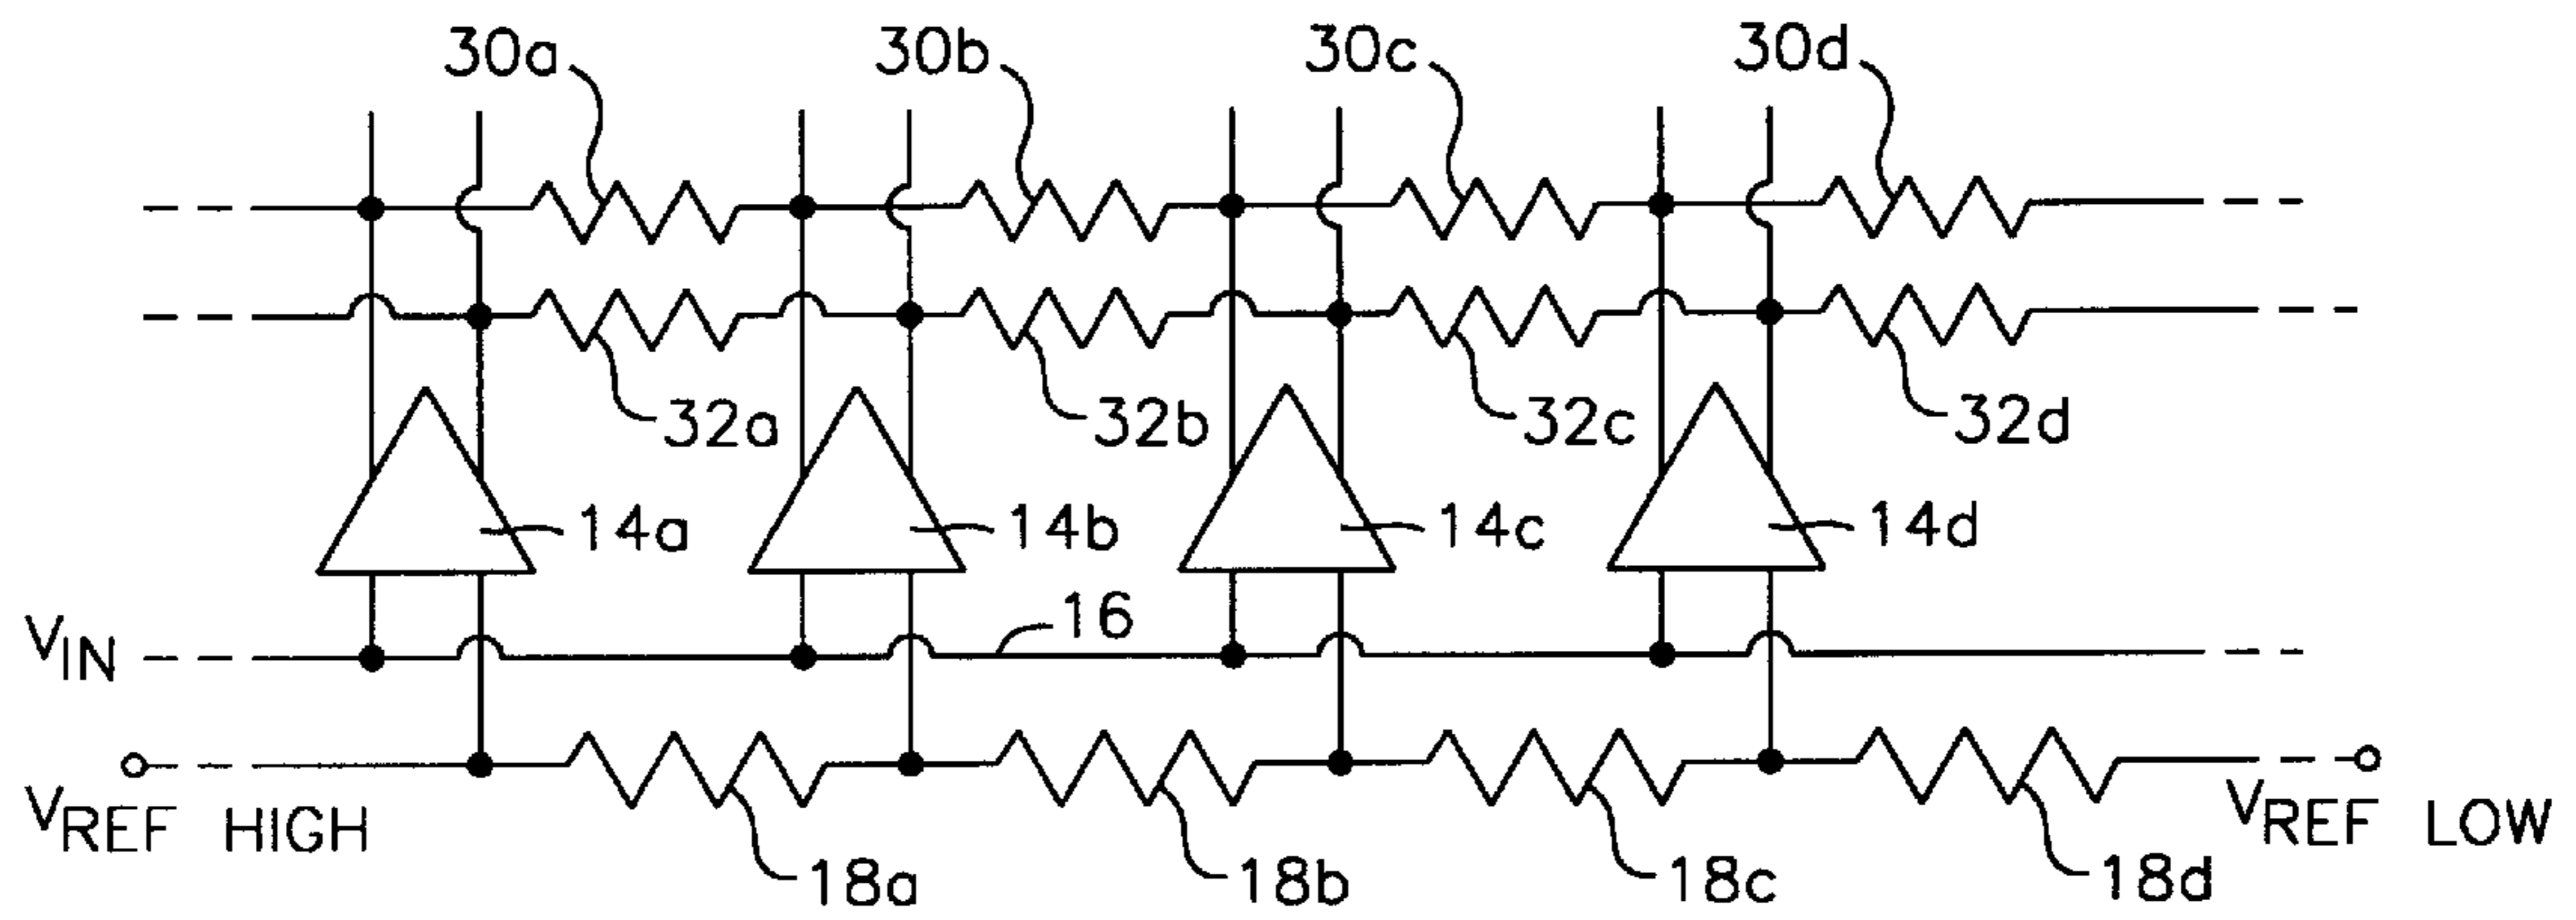 30a 30b 30c 30d
32a 32b 32c 32d
14a 14b 14c 14d
16
VIN
VREF HIGH VREF LOW
18a 18b 18c 18d